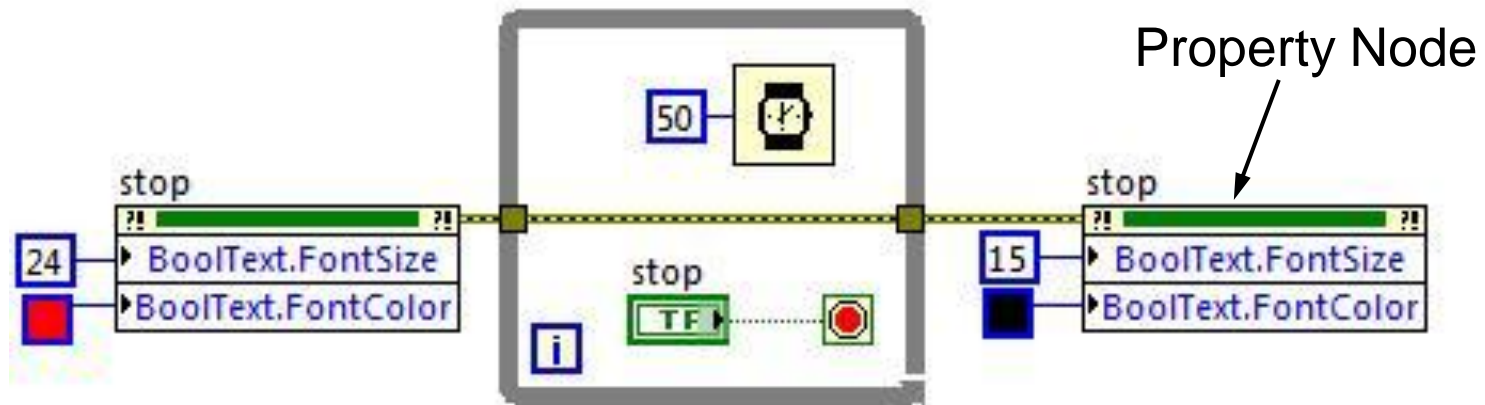 Property Node
50
stop
?! ?!
24 BoolText.FontSize
BoolText.FontColor
stop
TF
i
stop
?! ?!
15 BoolText.FontSize
BoolText.FontColor